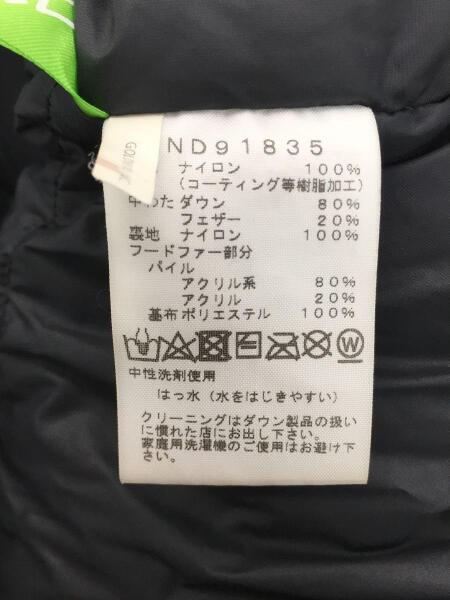 ND91835
ナイロン 100%
(コーティング等樹脂加工)
中わた ダウン 80%
フェザー 20%
裏地 ナイロン 100%
フードファー部分
パイル
アクリル系 80%
アクリル 20%
基布 ポリエステル 100%
W
中性洗剤使用
はっ水（水をはじきやすい）
クリーニングはダウン製品の扱い
に慣れた店にお出し下さい。
家庭用洗濯機のご使用はお避け下
さい。